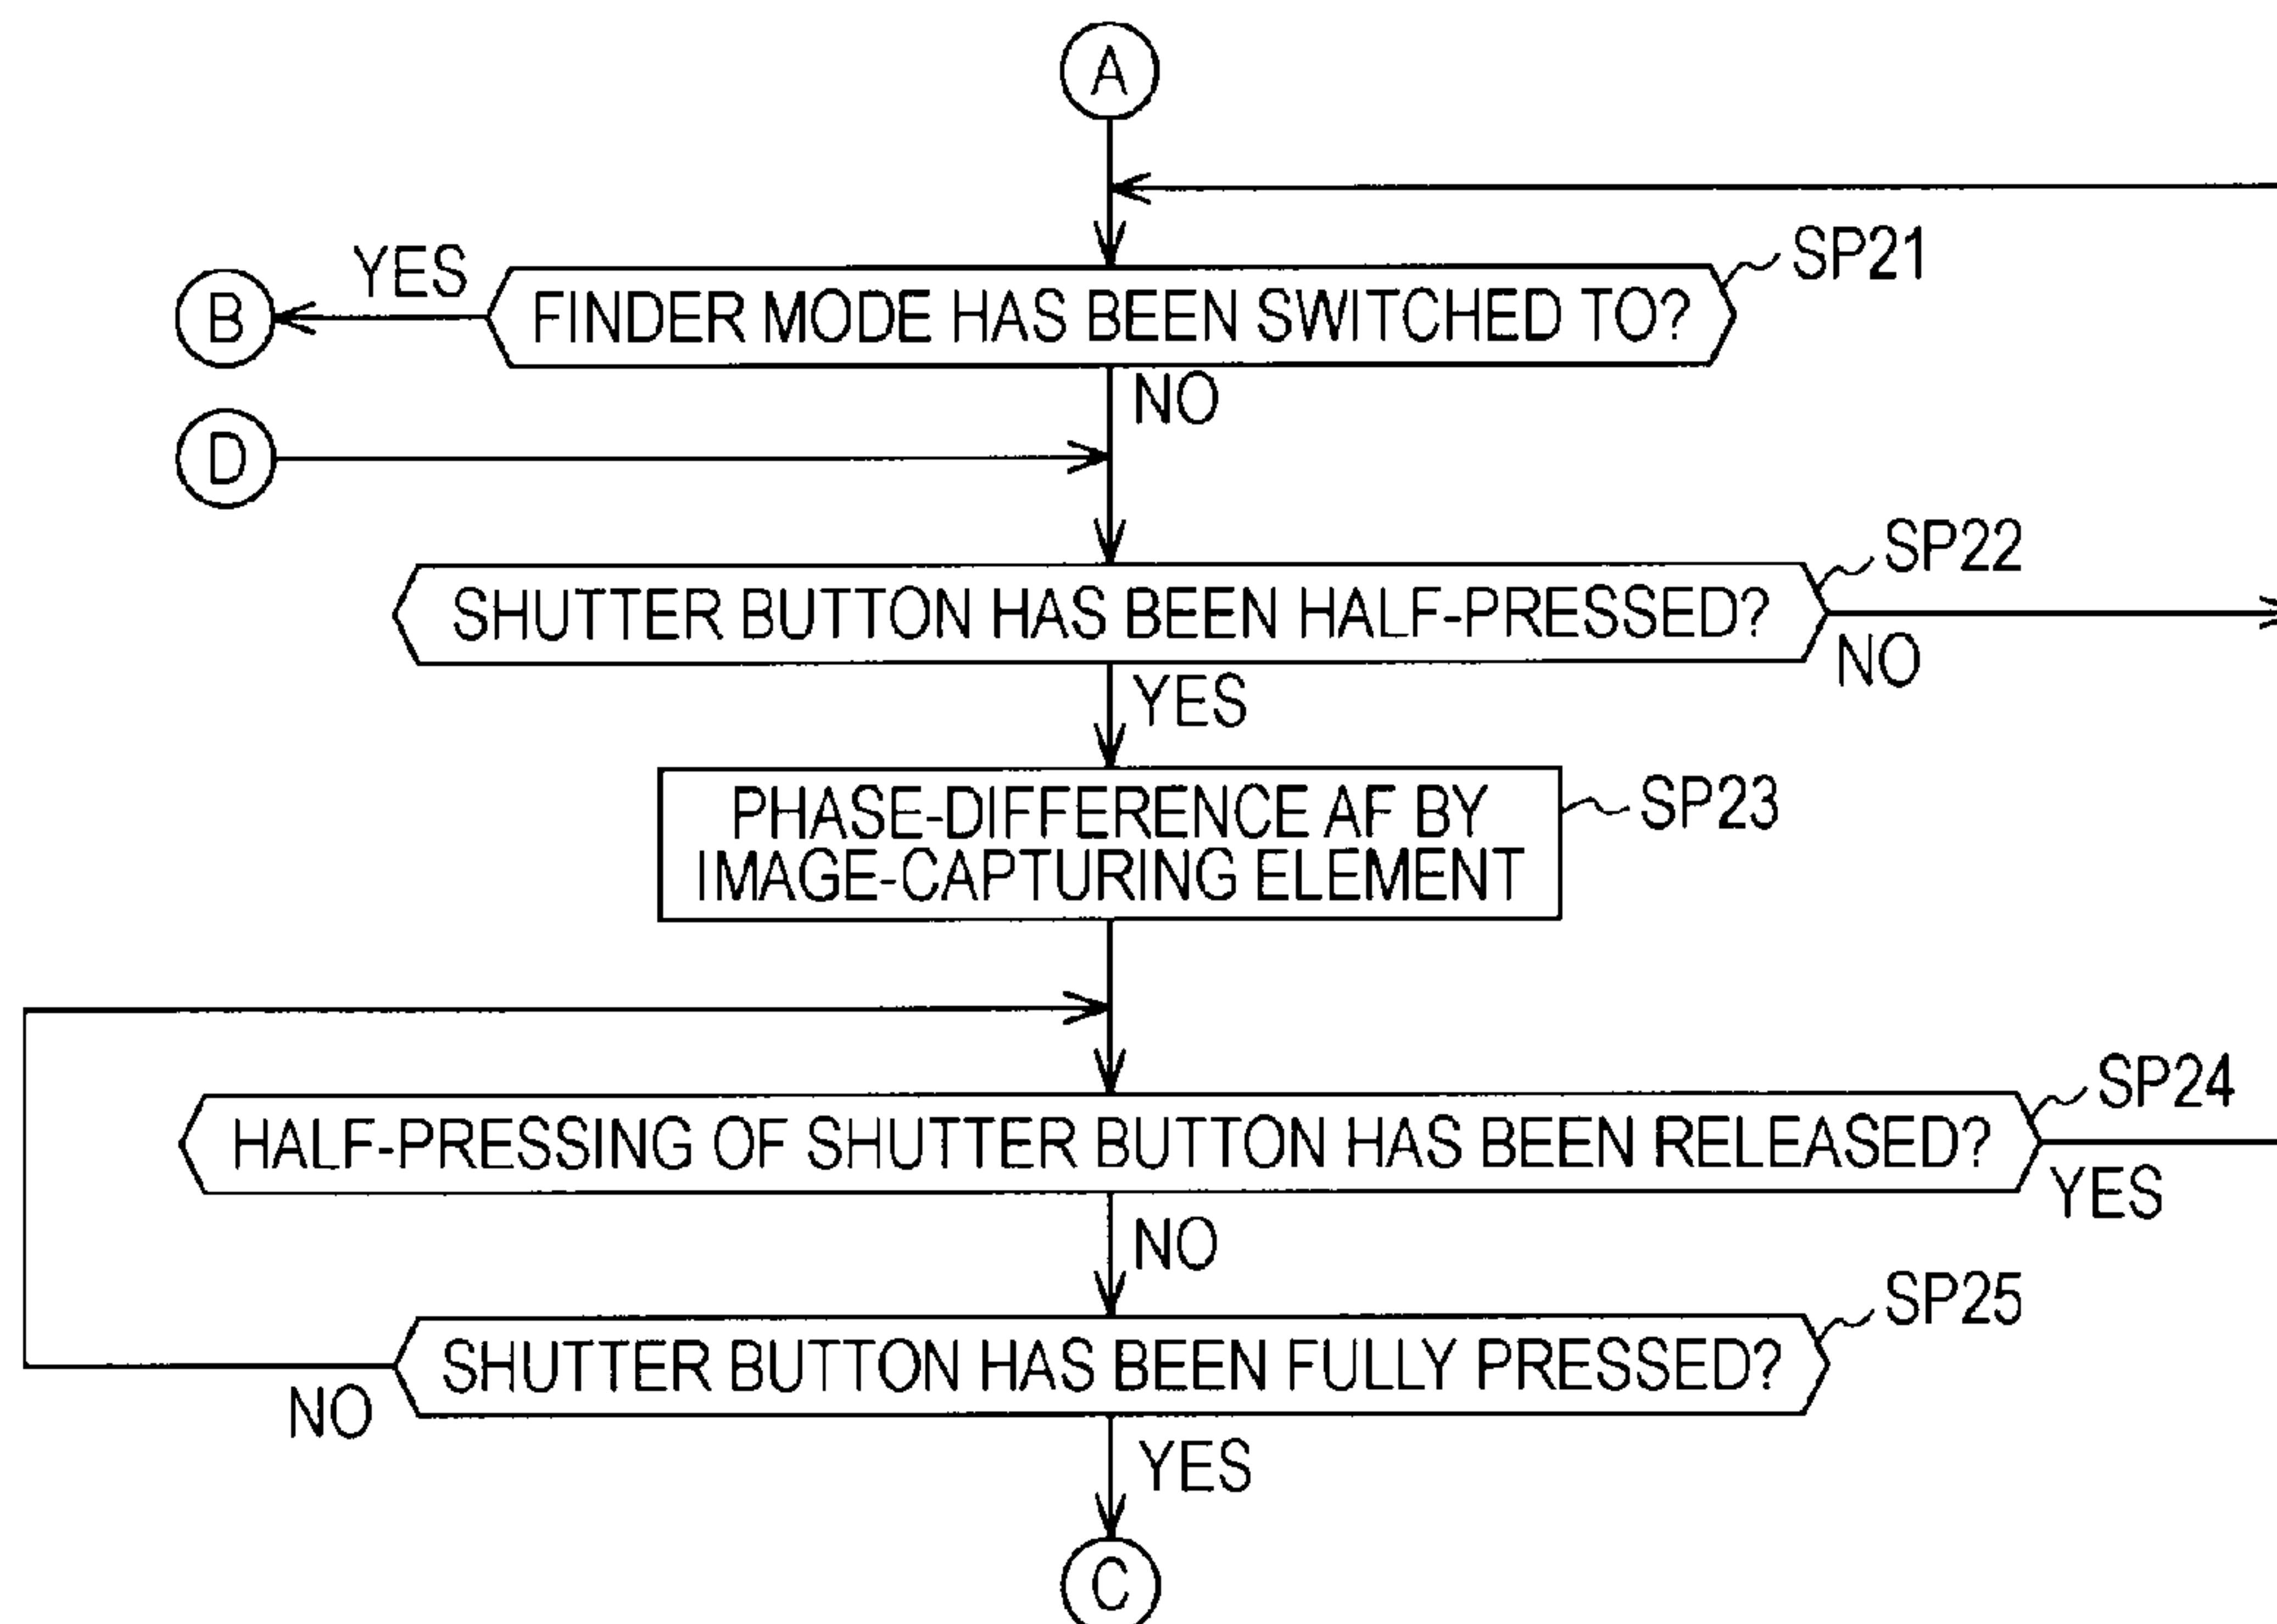 A
SP21
YES
B
FINDER MODE HAS BEEN SWITCHED TO?
NO
D
SP22
SHUTTER BUTTON HAS BEEN HALF-PRESSED?
NO
YES
PHASE-DIFFERENCE AF BY
IMAGE-CAPTURING ELEMENT
SP23
SP24
HALF-PRESSING OF SHUTTER BUTTON HAS BEEN RELEASED?
YES
NO
SP25
SHUTTER BUTTON HAS BEEN FULLY PRESSED?
NO
YES
C